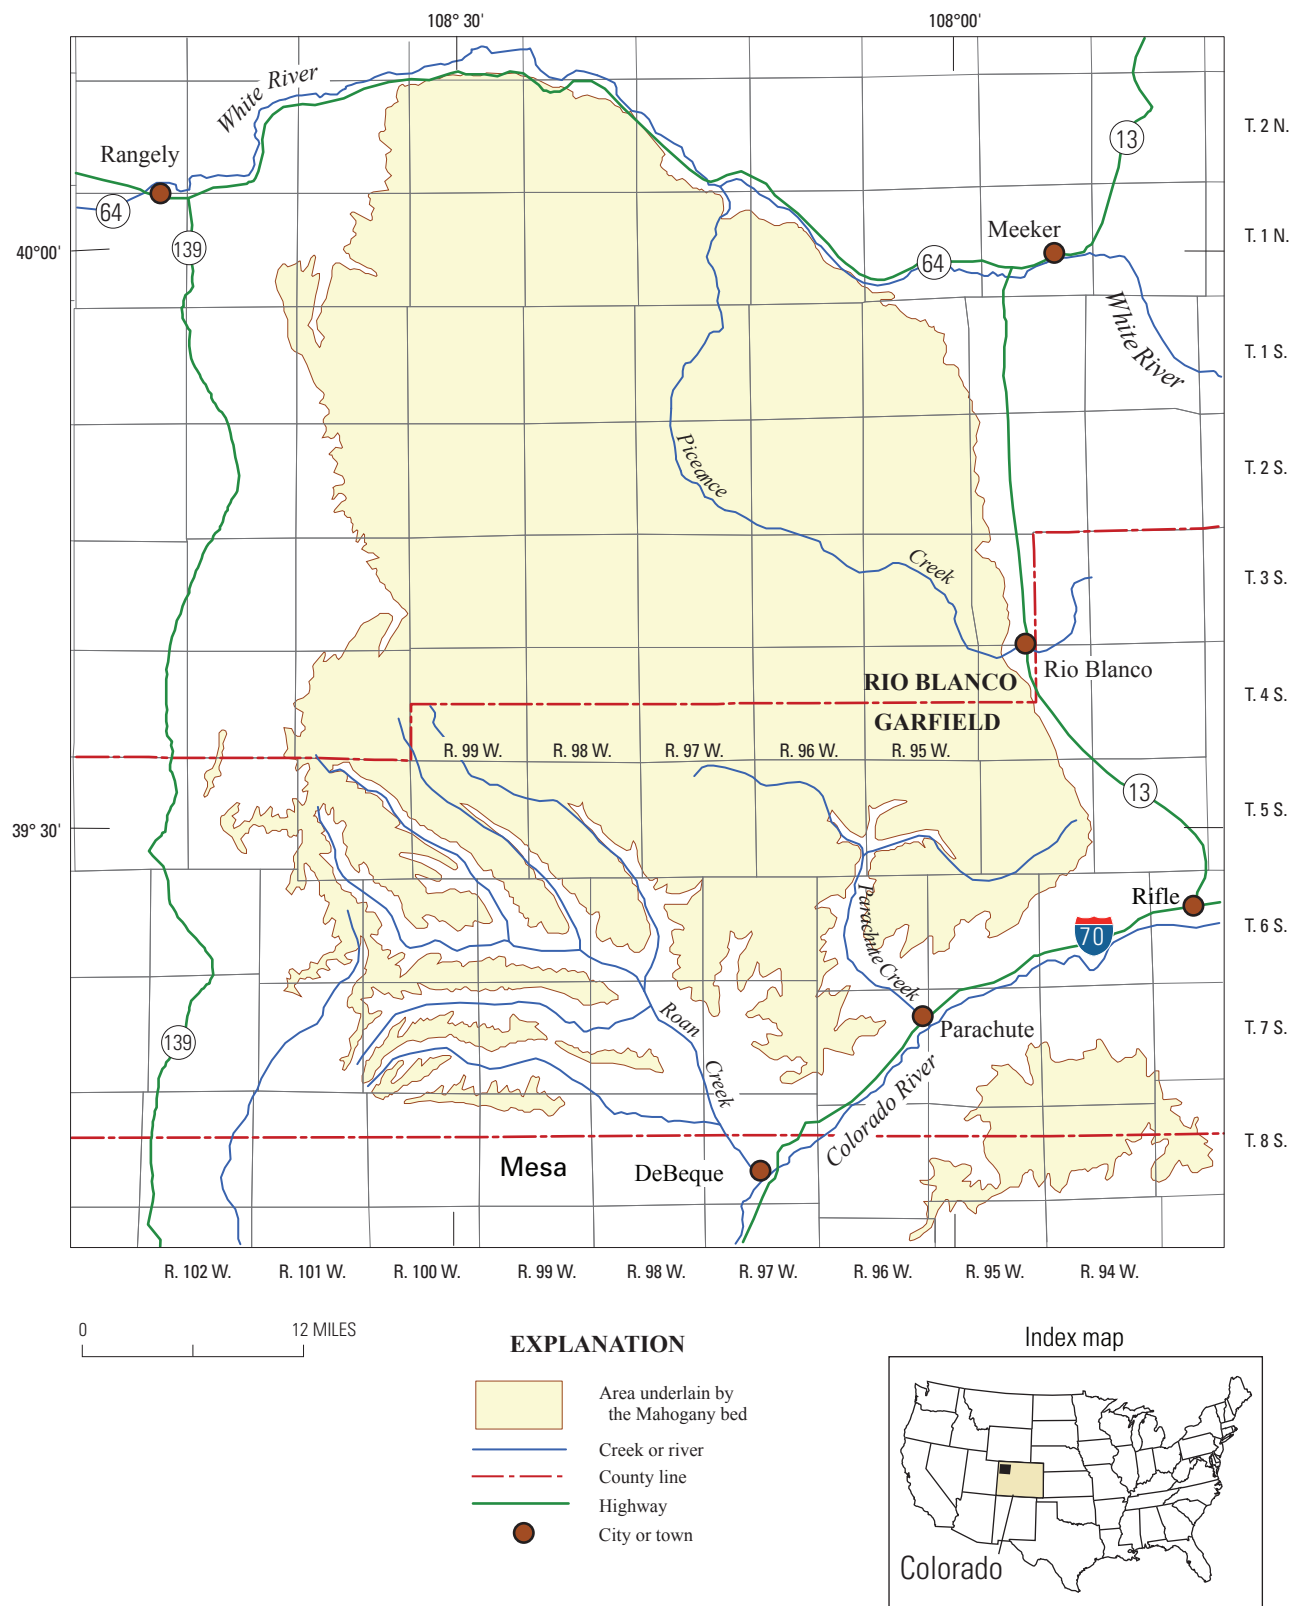 108° 30'
108° 00'
White River
T. 2 N.
13
Rangely
64
139
40°00'
Meeker
64
T. 1 N.
White River
T. 1 S.
Piceance
T. 2 S.
Creek
T. 3 S.
Rio Blanco
RIO BLANCO
T. 4 S.
GARFIELD
R. 99 W.
R. 98 W.
R. 97 W.
R. 96 W.
R. 95 W.
13
39° 30'
T. 5 S.
Rifle
Parachute Creek
70
T. 6 S.
Roan
Creek
Parachute
T. 7 S.
139
Colorado River
T. 8 S.
Mesa
DeBeque
R. 102 W.
R. 101 W.
R. 100 W.
R. 99 W.
R. 98 W.
R. 97 W.
R. 96 W.
R. 95 W.
R. 94 W.
0
12 MILES
EXPLANATION
Area underlain by
the Mahogany bed
Creek or river
County line
Highway
City or town
Index map
Colorado